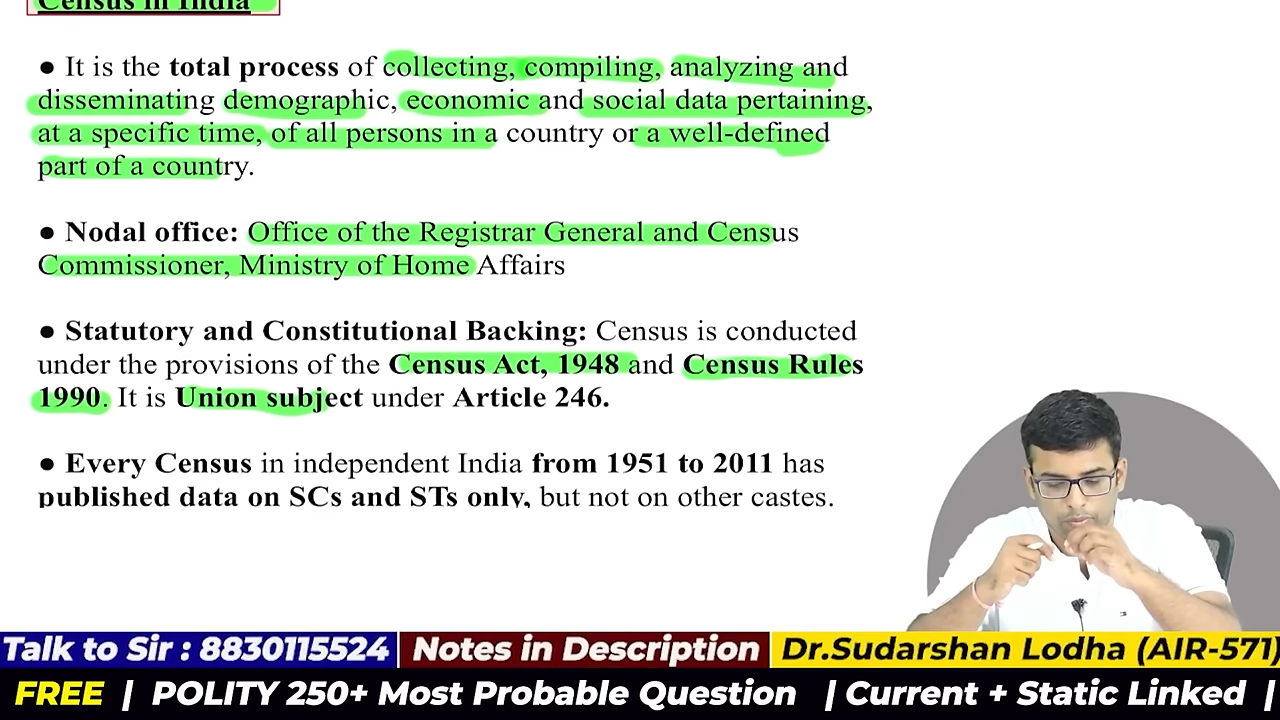 Census in India
● It is the total process of collecting, compiling, analyzing and
disseminating demographic, economic and social data pertaining,
at a specific time, of all persons in a country or a well-defined
part of a country.
● Nodal office: Office of the Registrar General and Census
Commissioner, Ministry of Home Affairs
● Statutory and Constitutional Backing: Census is conducted
under the provisions of the Census Act, 1948 and Census Rules
1990. It is Union subject under Article 246.
● Every Census in independent India from 1951 to 2011 has
published data on SCs and STs only, but not on other castes.
Talk to Sir : 8830115524 Notes in Description Dr.Sudarshan Lodha (AIR-571)
FREE | POLITY 250+ Most Probable Question | Current + Static Linked |